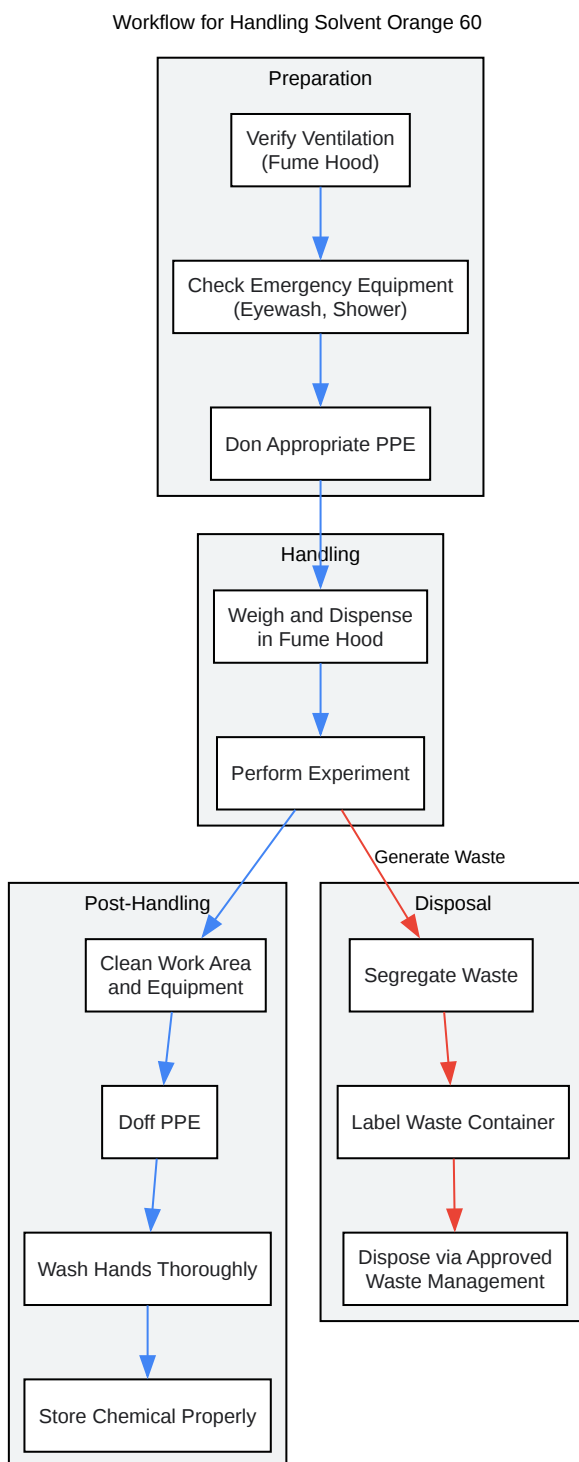 Workflow for Handling Solvent Orange 60
Preparation
Verify Ventilation
(Fume Hood)
Check Emergency Equipment
(Eyewash, Shower)
Don Appropriate PPE
Handling
Weigh and Dispense
in Fume Hood
Perform Experiment
Generate Waste
Post-Handling
Clean Work Area
and Equipment
Doff PPE
Wash Hands Thoroughly
Store Chemical Properly
Disposal
Segregate Waste
Label Waste Container
Dispose via Approved
Waste Management